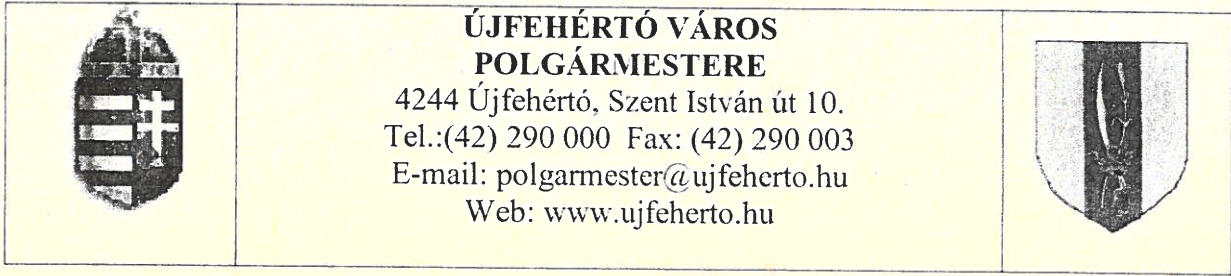 ÚJFEHÉRTÓ VÁROS
POLGÁRMESTERE
4244 Újfehértó, Szent István út 10.
Tel.:(42) 290 000 Fax: (42) 290 003
E-mail: polgarmester@ujfeherto.hu
Web: www.ujfeherto.hu